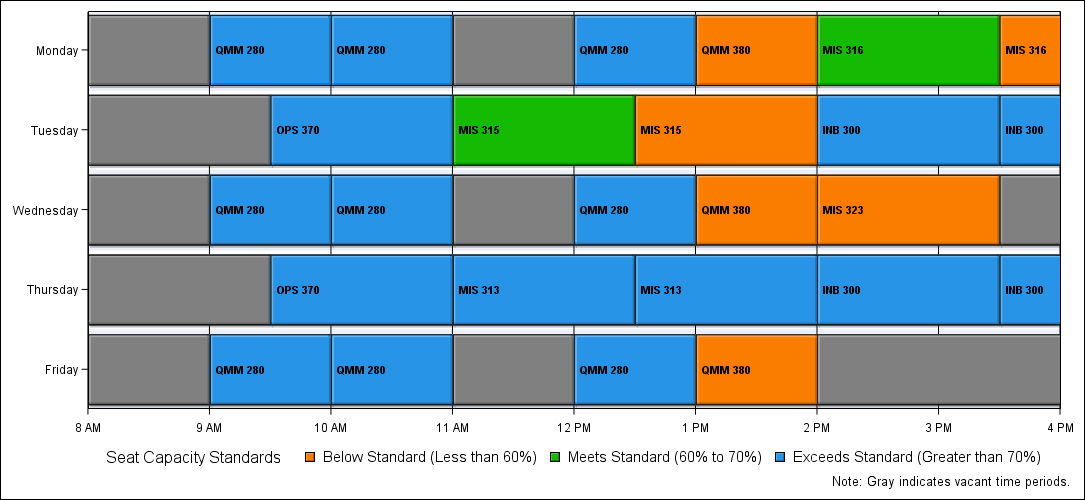 Monday QMM 280 QMM 280 QMM 280 QMM 380 MIS 316 MIS 316
Tuesday OPS 370 MIS 315 MIS 315 INB 300 INB 300
Wednesday QMM 280 QMM 280 QMM 280 QMM 380 MIS 323
Thursday OPS 370 MIS 313 MIS 313 INB 300 INB 300
Friday QMM 280 QMM 280 QMM 280 QMM 380
8 AM 9 AM 10 AM 11 AM 12 PM 1 PM 2 PM 3 PM 4 PM
Seat Capacity Standards Below Standard (Less than 60%) Meets Standard (60% to 70%) Exceeds Standard (Greater than 70%)
Note: Gray indicates vacant time periods.